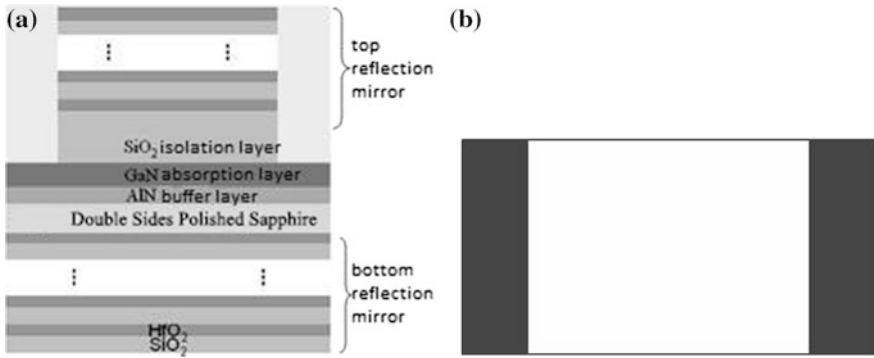 (a)
top
reflection
mirror
SiO₂ isolation layer
GaN absorption layer
AlN buffer layer
Double Sides Polished Sapphire
bottom
reflection
mirror
HfO₂
SiO₂
(b)